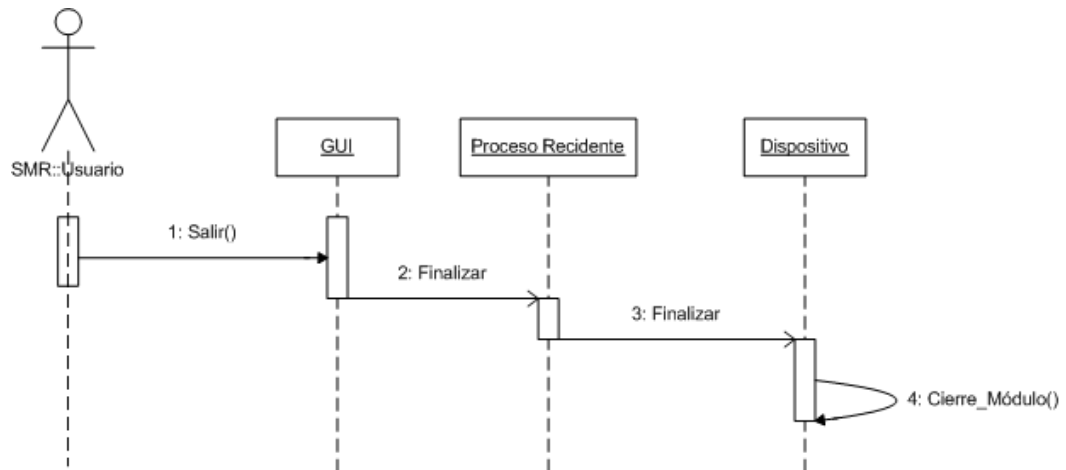 SMR::Usuario
GUI
Proceso Recidente
Dispositivo
1: Salir()
2: Finalizar
3: Finalizar
4: Cierre_Módulo()